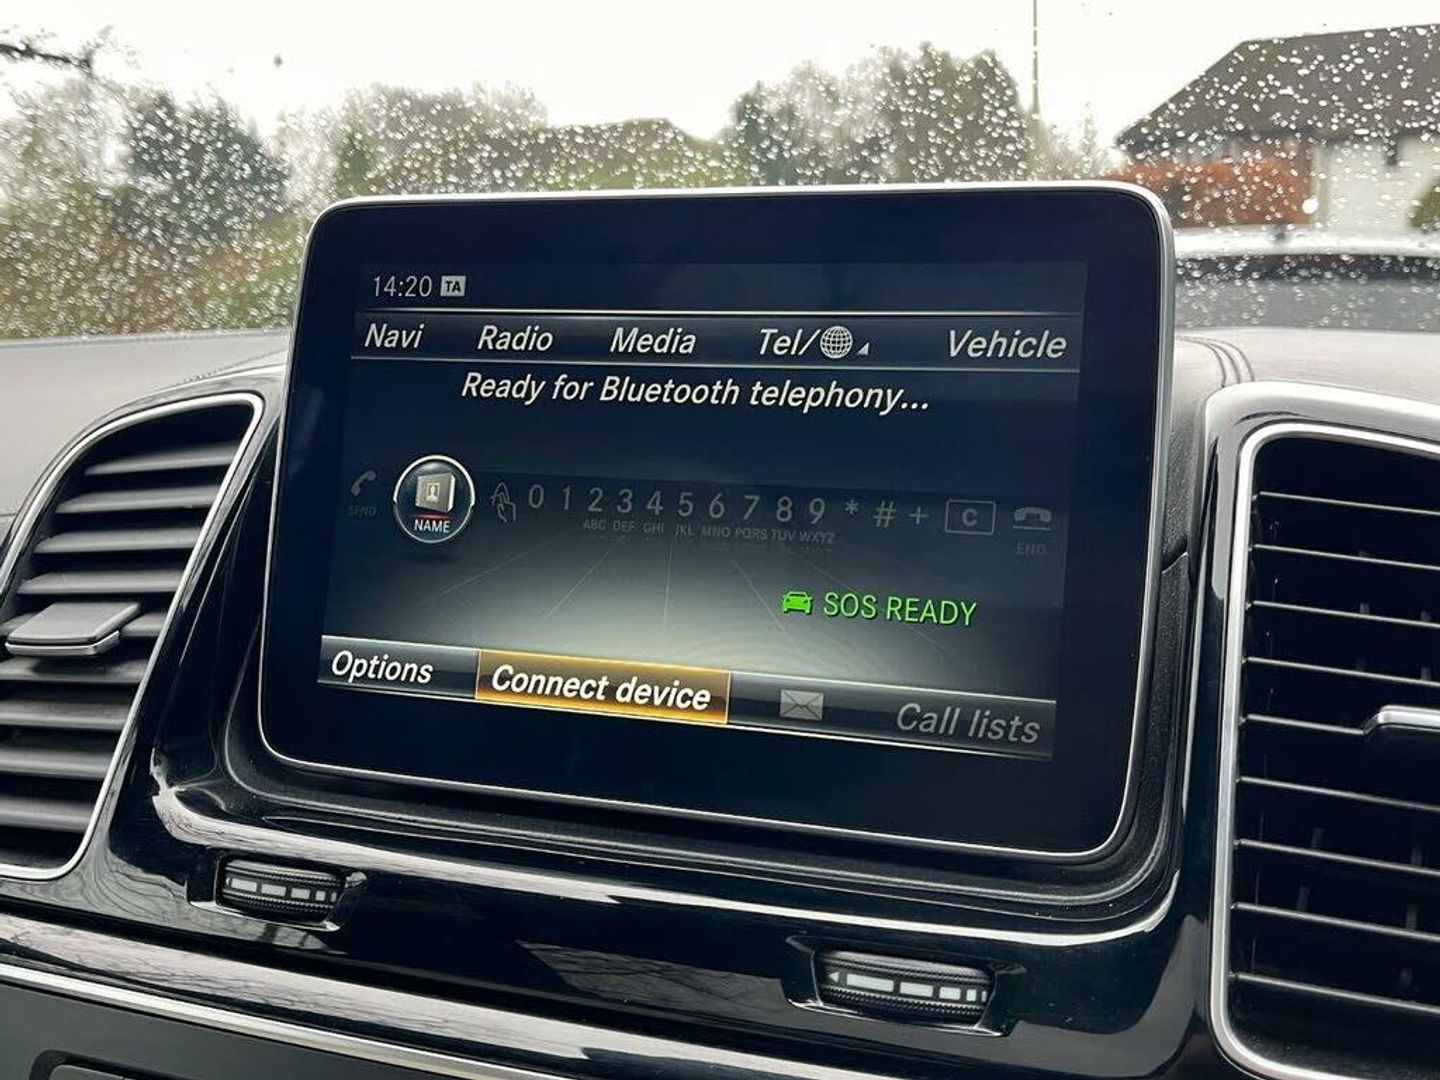 14:20 TA
Navi Radio Media Tel/ Vehicle
Ready for Bluetooth telephony...
0 1 2 3 4 5 6 7 8 9 * # + C
SEND NAME ABC DEF GHI JKL MNO PQRS TUV WXYZ END
SOS READY
Options Connect device Call lists